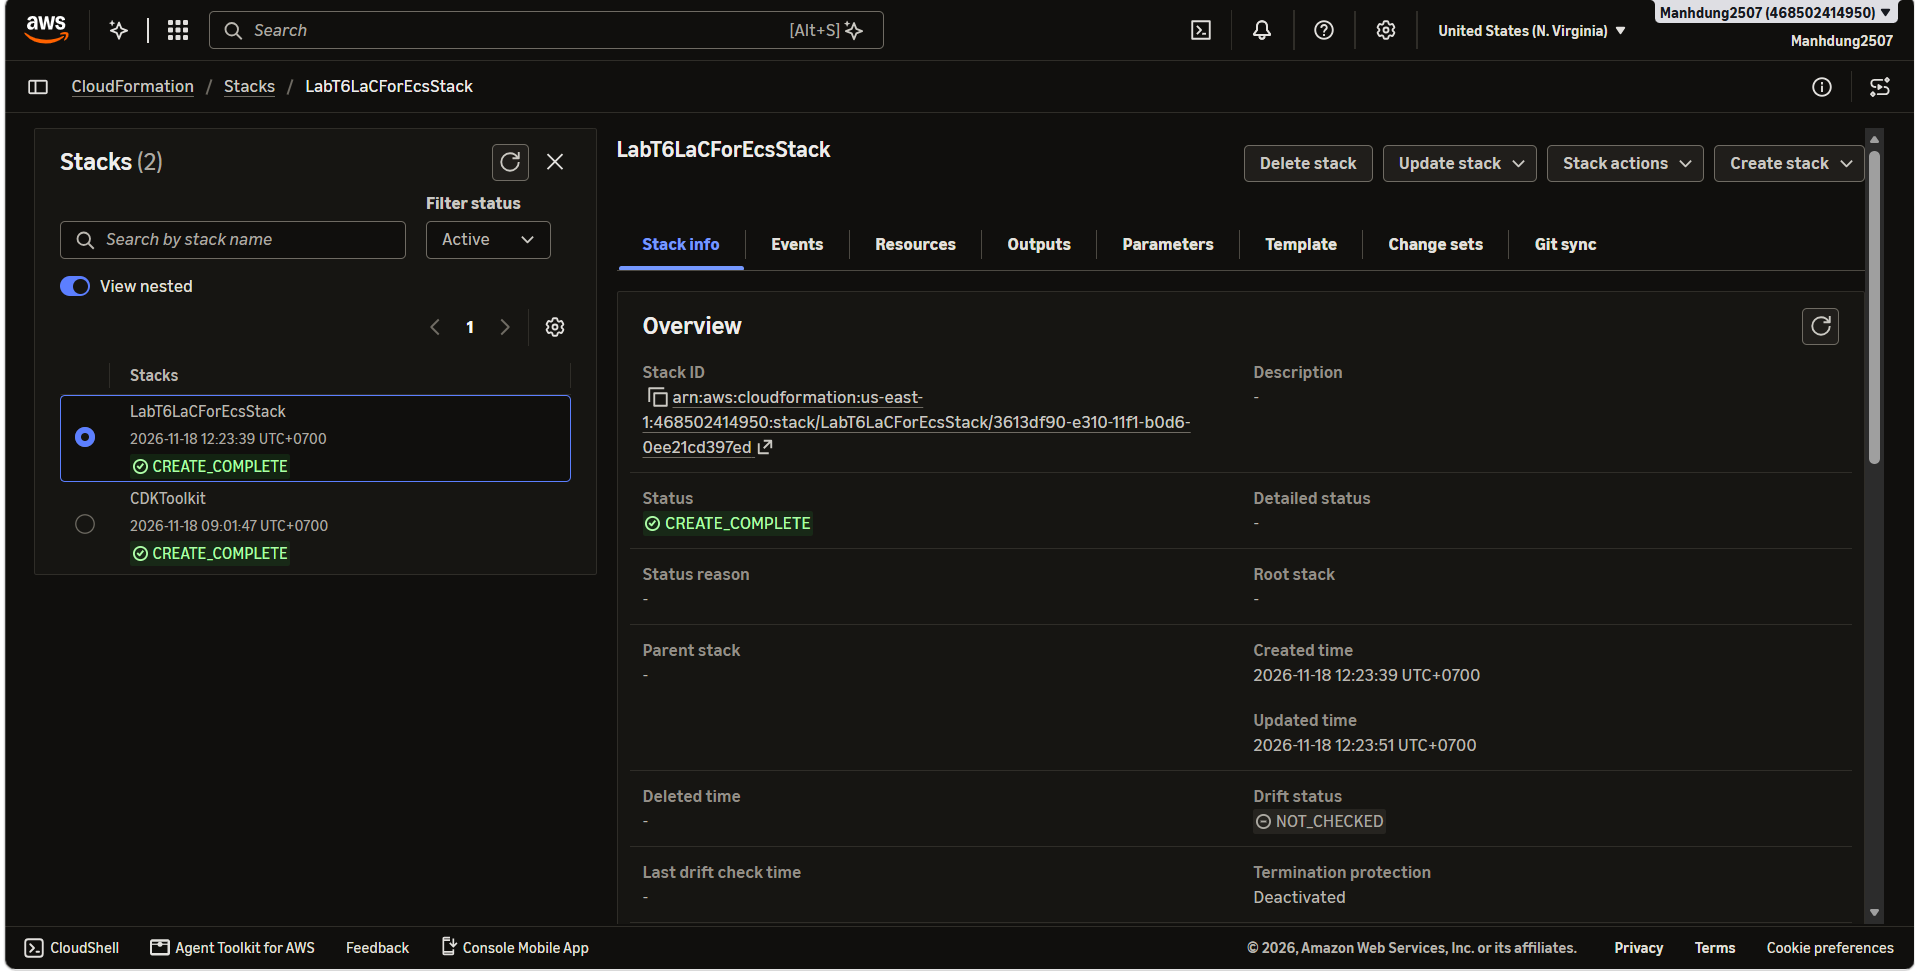 aws
Search
[Alt+S]
United States (N. Virginia)
Manhdung2507 (468502414950)
Manhdung2507
CloudFormation / Stacks / LabT6LaCForEcsStack
Stacks (2)
Filter status
Search by stack name
Active
View nested
1
Stacks
LabT6LaCForEcsStack
2026-11-18 12:23:39 UTC+0700
CREATE_COMPLETE
CDKToolkit
2026-11-18 09:01:47 UTC+0700
CREATE_COMPLETE
LabT6LaCForEcsStack
Delete stack
Update stack
Stack actions
Create stack
Stack info
Events
Resources
Outputs
Parameters
Template
Change sets
Git sync
Overview
Stack ID
arn:aws:cloudformation:us-east-
1:468502414950:stack/LabT6LaCForEcsStack/3613df90-e310-11f1-b0d6-
0ee21cd397ed
Description
-
Status
CREATE_COMPLETE
Detailed status
-
Status reason
-
Root stack
-
Parent stack
-
Created time
2026-11-18 12:23:39 UTC+0700
Updated time
2026-11-18 12:23:51 UTC+0700
Deleted time
-
Drift status
NOT_CHECKED
Last drift check time
-
Termination protection
Deactivated
CloudShell
Agent Toolkit for AWS
Feedback
Console Mobile App
© 2026, Amazon Web Services, Inc. or its affiliates.
Privacy
Terms
Cookie preferences